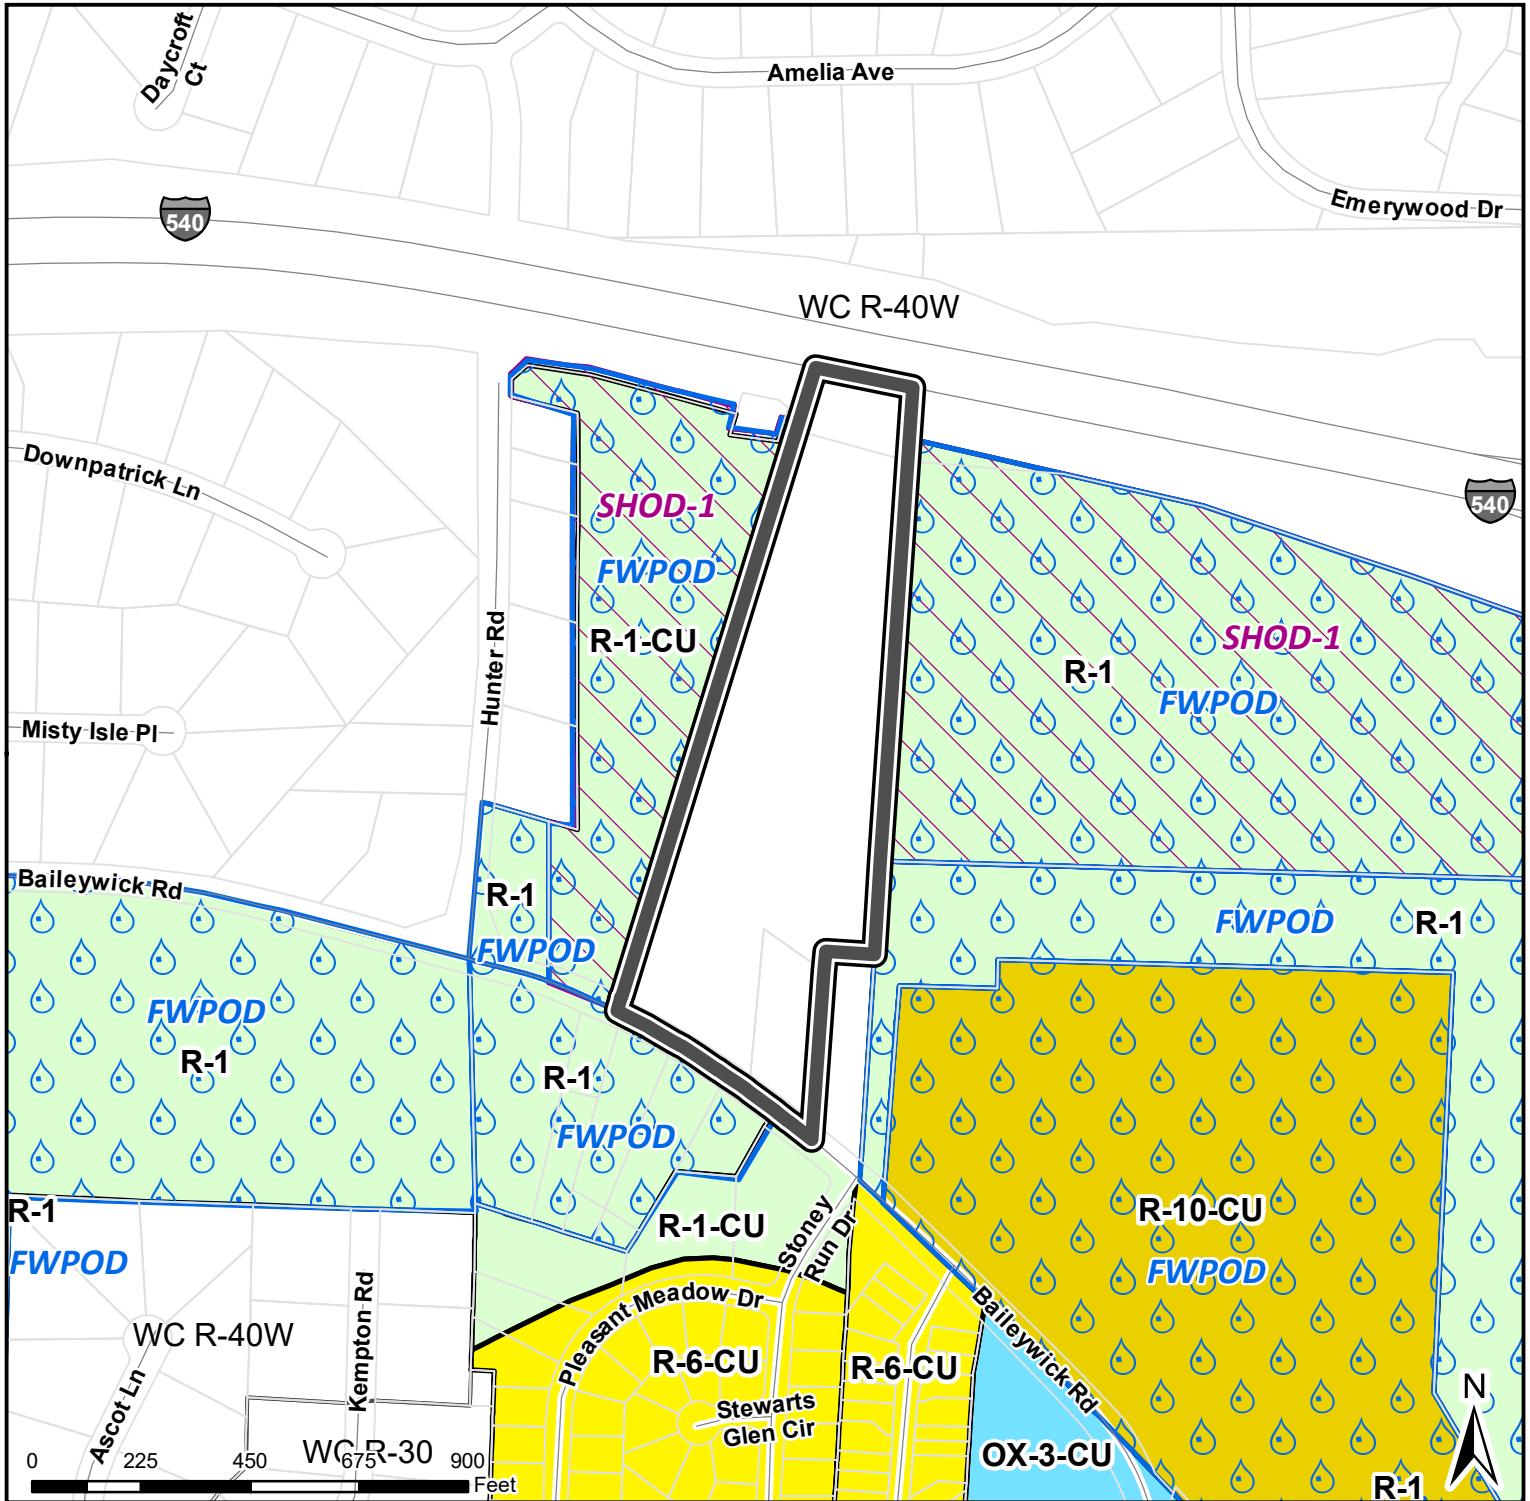 Daycroft
Ct
Amelia Ave
Emerywood Dr
540
WC R-40W
Downpatrick Ln
540
SHOD-1
FWPOD
R-1-CU
Hunter Rd
SHOD-1
R-1
FWPOD
Misty Isle Pl
Baileywick Rd
R-1
FWPOD
FWPOD
R-1
FWPOD
R-1
R-1
FWPOD
R-1
FWPOD
R-1-CU
Stoney
Run Dr
R-10-CU
FWPOD
Kempton Rd
Pleasant Meadow Dr
Baileywick Rd
WC R-40W
R-6-CU
R-6-CU
Ascot Ln
Stewarts
Glen Cir
N
WC R-30
OX-3-CU
0 225 450 675 900
Feet
R-1